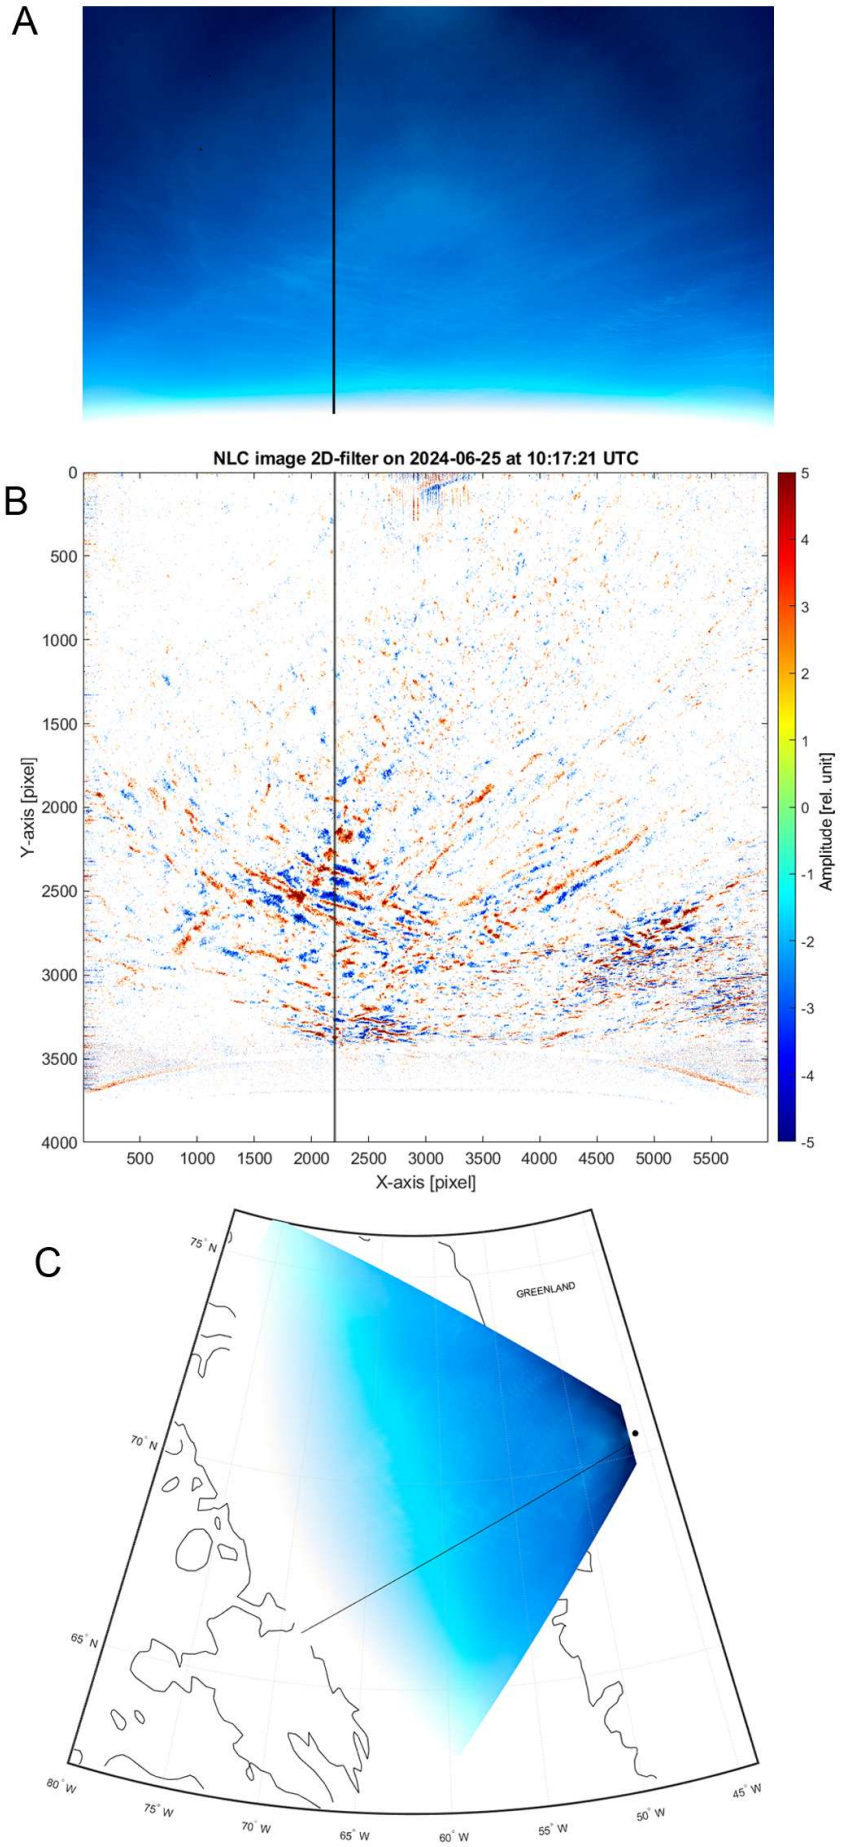 A
NLC image 2D-filter on 2024-06-25 at 10:17:21 UTC
B
0
500
1000
1500
2000
2500
3000
3500
4000
Y-axis [pixel]
500 1000 1500 2000 2500 3000 3500 4000 4500 5000 5500
X-axis [pixel]
5
4
3
2
1
0
-1
-2
-3
-4
-5
Amplitude [rel. unit]
C
75° N
GREENLAND
70° N
65° N
80° W
75° W
70° W
65° W
60° W
55° W
50° W
45° W